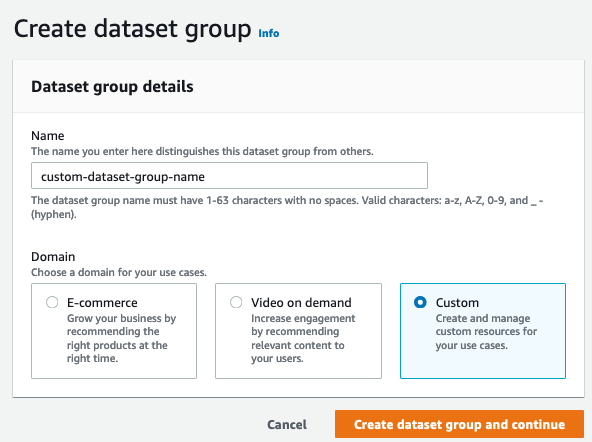 Create dataset group Info
Dataset group details
Name
The name you enter here distinguishes this dataset group from others.
custom-dataset-group-name
The dataset group name must have 1-63 characters with no spaces. Valid characters: a-z, A-Z, 0-9, and _ -
(hyphen).
Domain
Choose a domain for your use cases.
E-commerce
Grow your business by
recommending the
right products at the
right time.
Video on demand
Increase engagement
by recommending
relevant content to
your users.
Custom
Create and manage
custom resources for
your use cases.
Cancel
Create dataset group and continue